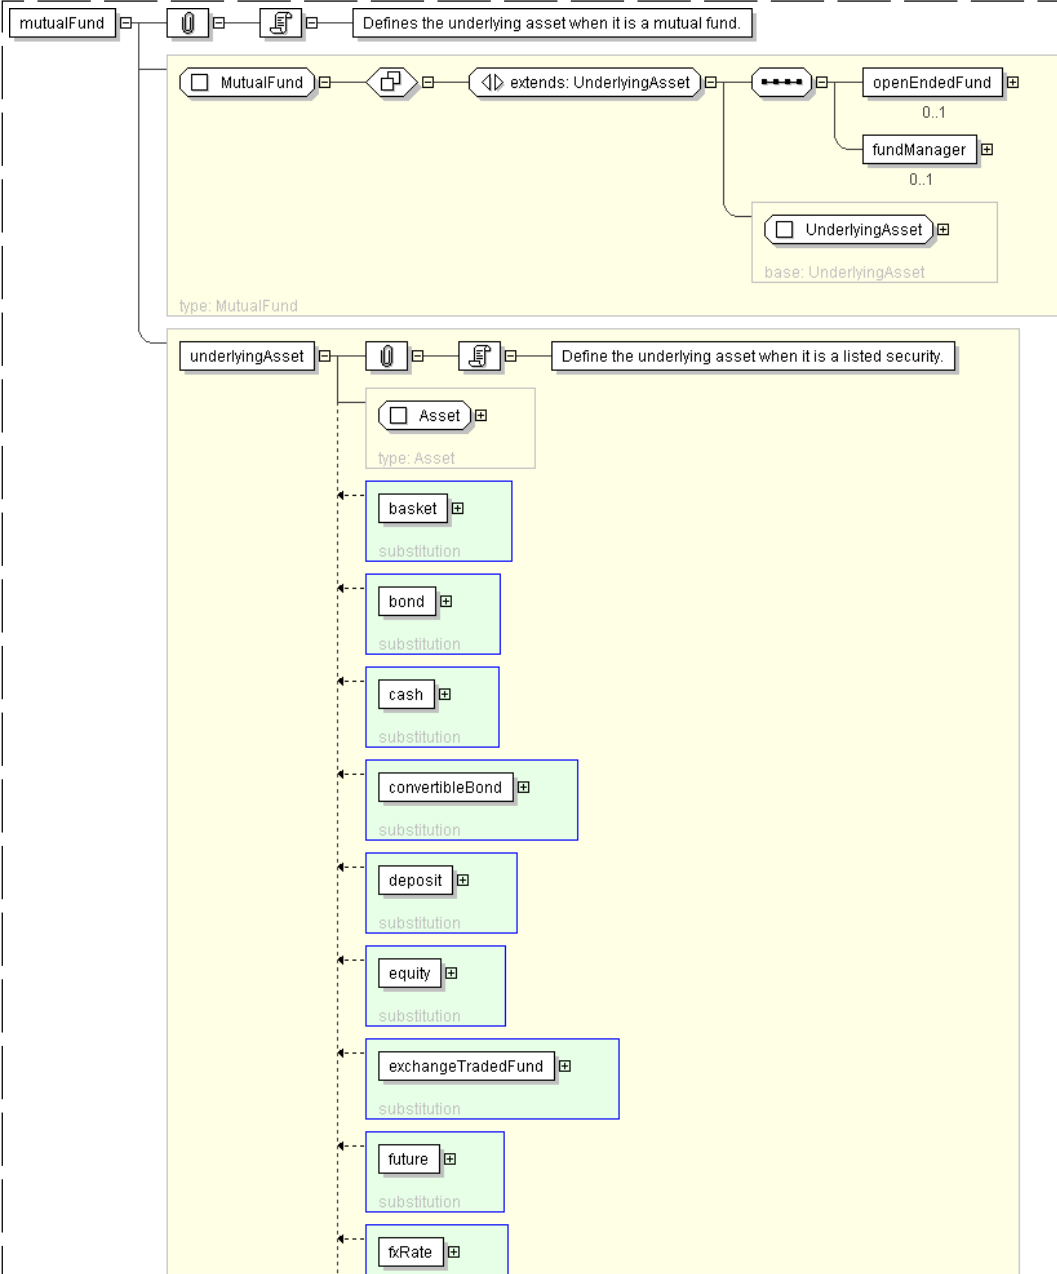 mutualFund
Defines the underlying asset when it is a mutual fund.
MutualFund
extends: UnderlyingAsset
openEndedFund
0..1
fundManager
0..1
UnderlyingAsset
base: UnderlyingAsset
type: MutualFund
underlyingAsset
Define the underlying asset when it is a listed security.
Asset
type: Asset
basket
substitution
bond
substitution
cash
substitution
convertibleBond
substitution
deposit
substitution
equity
substitution
exchangeTradedFund
substitution
future
substitution
fxRate